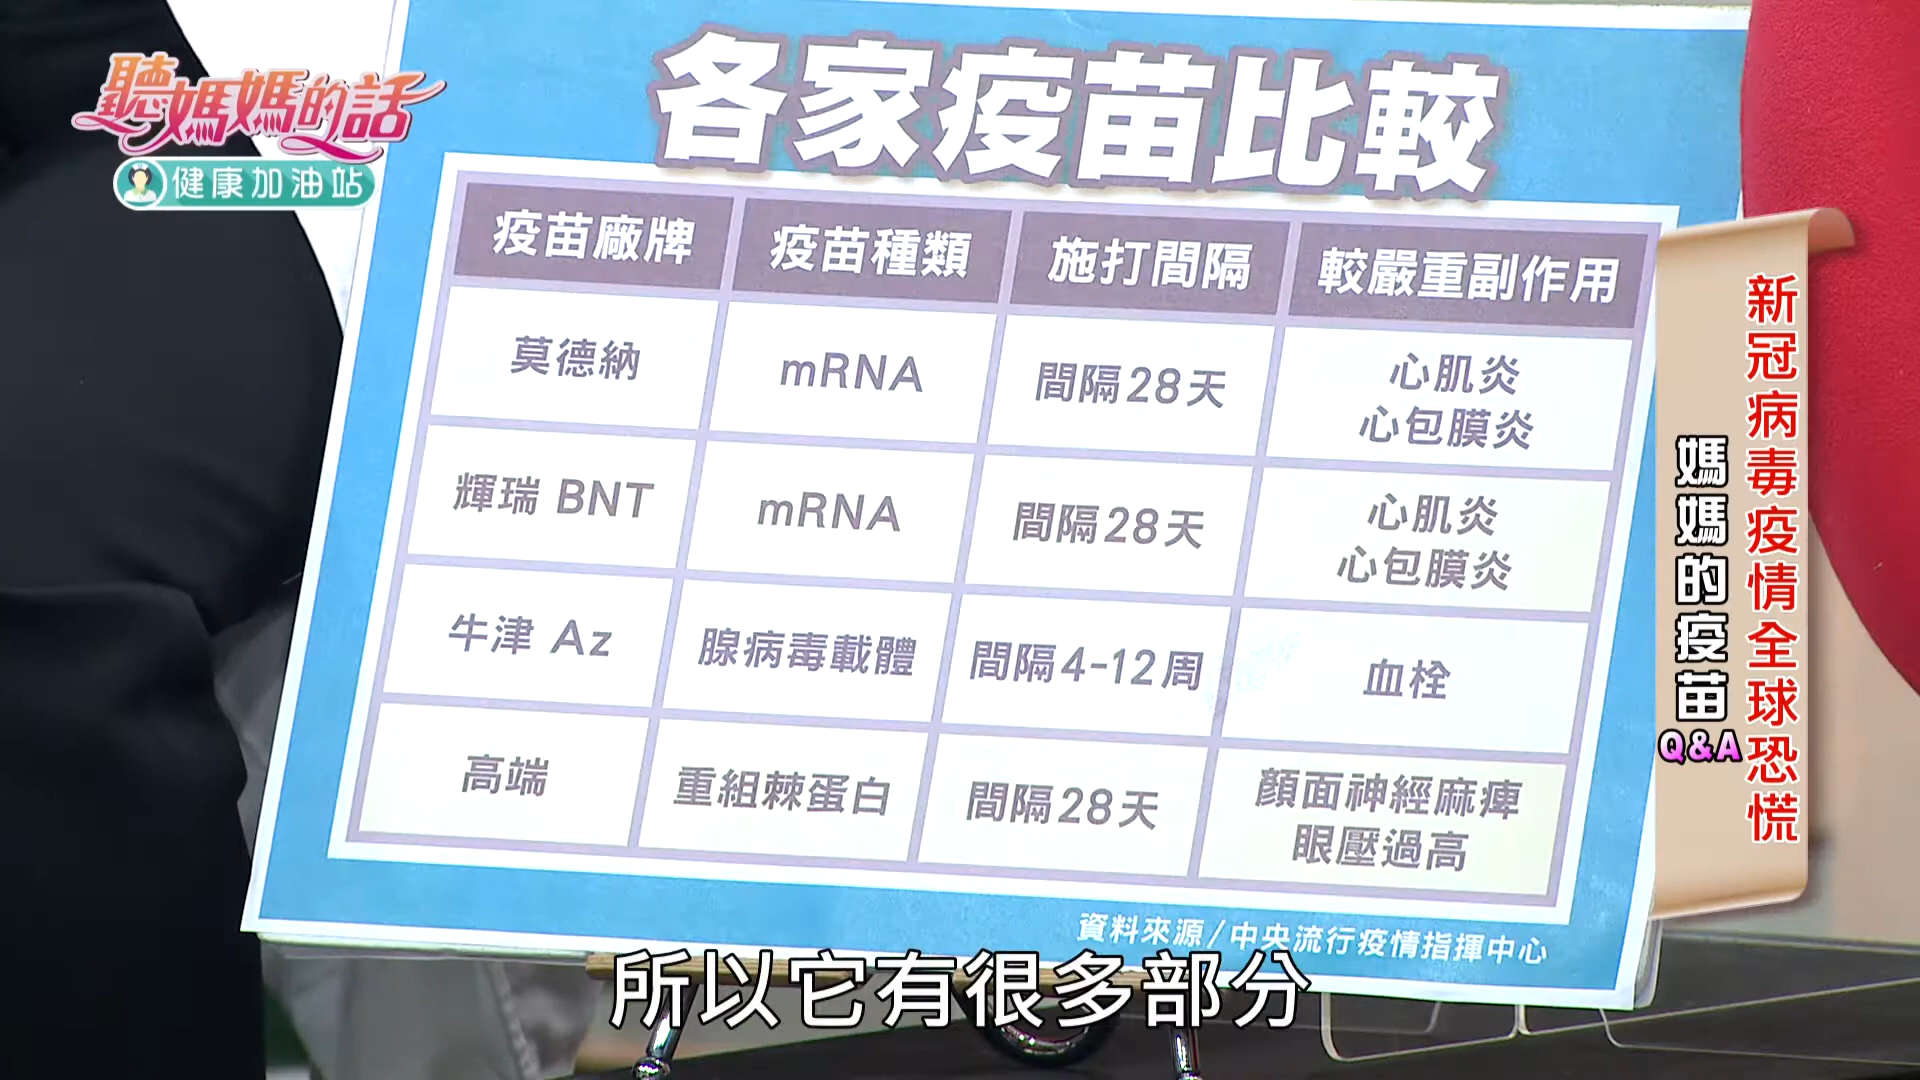 聽媽媽的話
健康加油站
各家疫苗比較
疫苗廠牌 疫苗種類 施打間隔 較嚴重副作用
莫德納 mRNA 間隔28天 心肌炎
心包膜炎
輝瑞 BNT mRNA 間隔28天 心肌炎
心包膜炎
牛津 Az 腺病毒載體 間隔4-12周 血栓
高端 重組棘蛋白 間隔28天 顏面神經麻痺
眼壓過高
資料來源/中央流行疫情指揮中心
新冠病毒疫情全球恐慌
媽媽的疫苗Q&A
所以它有很多部分